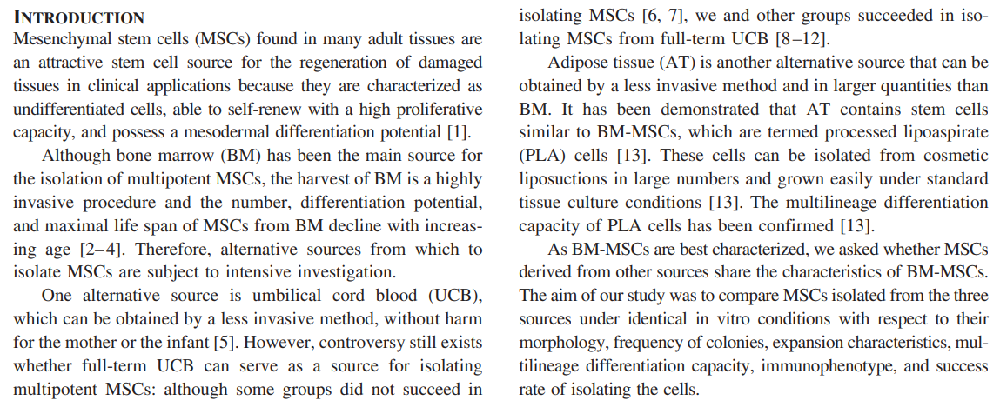 INTRODUCTION
Mesenchymal stem cells (MSCs) found in many adult tissues are
an attractive stem cell source for the regeneration of damaged
tissues in clinical applications because they are characterized as
undifferentiated cells, able to self-renew with a high proliferative
capacity, and possess a mesodermal differentiation potential [1].
Although bone marrow (BM) has been the main source for
the isolation of multipotent MSCs, the harvest of BM is a highly
invasive procedure and the number, differentiation potential,
and maximal life span of MSCs from BM decline with increas-
ing age [2–4]. Therefore, alternative sources from which to
isolate MSCs are subject to intensive investigation.
One alternative source is umbilical cord blood (UCB),
which can be obtained by a less invasive method, without harm
for the mother or the infant [5]. However, controversy still exists
whether full-term UCB can serve as a source for isolating
multipotent MSCs: although some groups did not succeed in
isolating MSCs [6, 7], we and other groups succeeded in iso-
lating MSCs from full-term UCB [8–12].
Adipose tissue (AT) is another alternative source that can be
obtained by a less invasive method and in larger quantities than
BM. It has been demonstrated that AT contains stem cells
similar to BM-MSCs, which are termed processed lipoaspirate
(PLA) cells [13]. These cells can be isolated from cosmetic
liposuctions in large numbers and grown easily under standard
tissue culture conditions [13]. The multilineage differentiation
capacity of PLA cells has been confirmed [13].
As BM-MSCs are best characterized, we asked whether MSCs
derived from other sources share the characteristics of BM-MSCs.
The aim of our study was to compare MSCs isolated from the three
sources under identical in vitro conditions with respect to their
morphology, frequency of colonies, expansion characteristics, mul-
tilineage differentiation capacity, immunophenotype, and success
rate of isolating the cells.